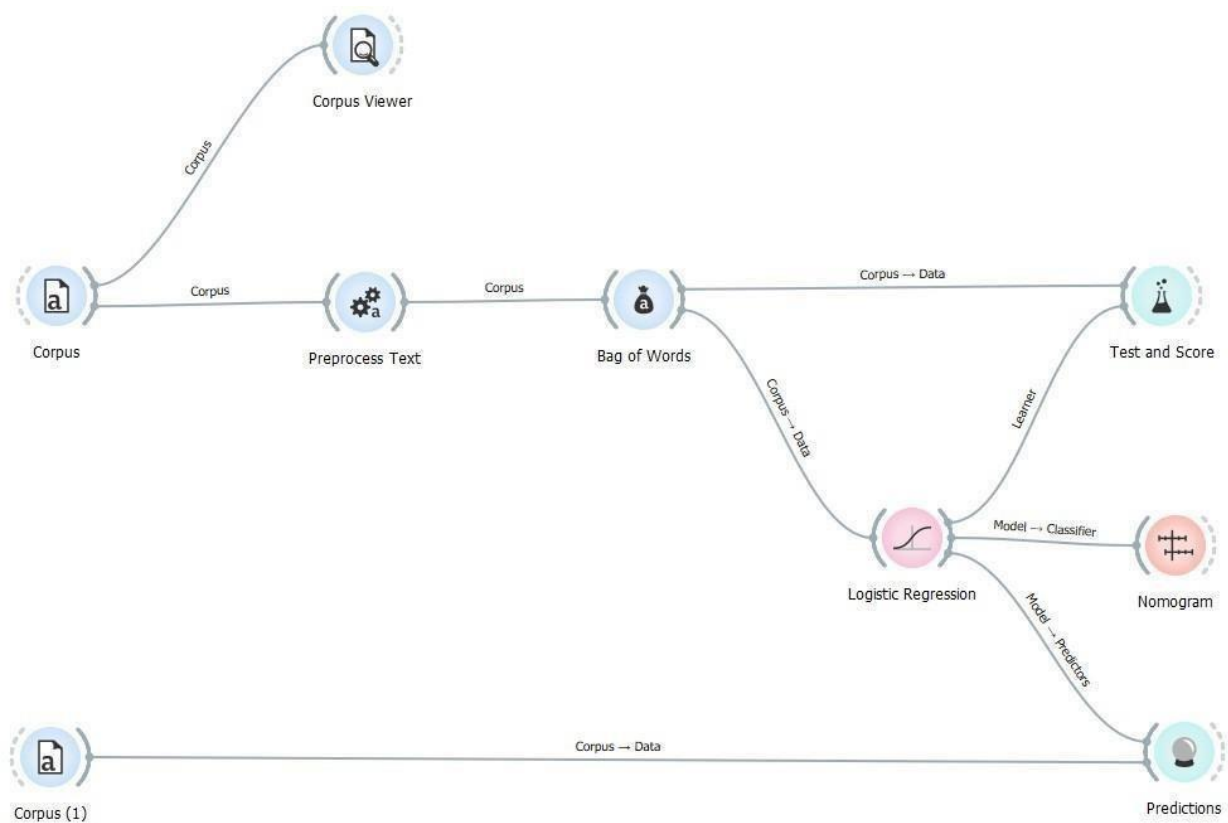 Corpus Viewer
Corpus
a
Corpus
Corpus
Corpus
a
Preprocess Text
a
Bag of Words
Corpus → Data
Test and Score
Corpus → Data
Learner
Logistic Regression
Model → Classifier
Nomogram
Model → Predictors
a
Corpus (1)
Corpus → Data
Predictions